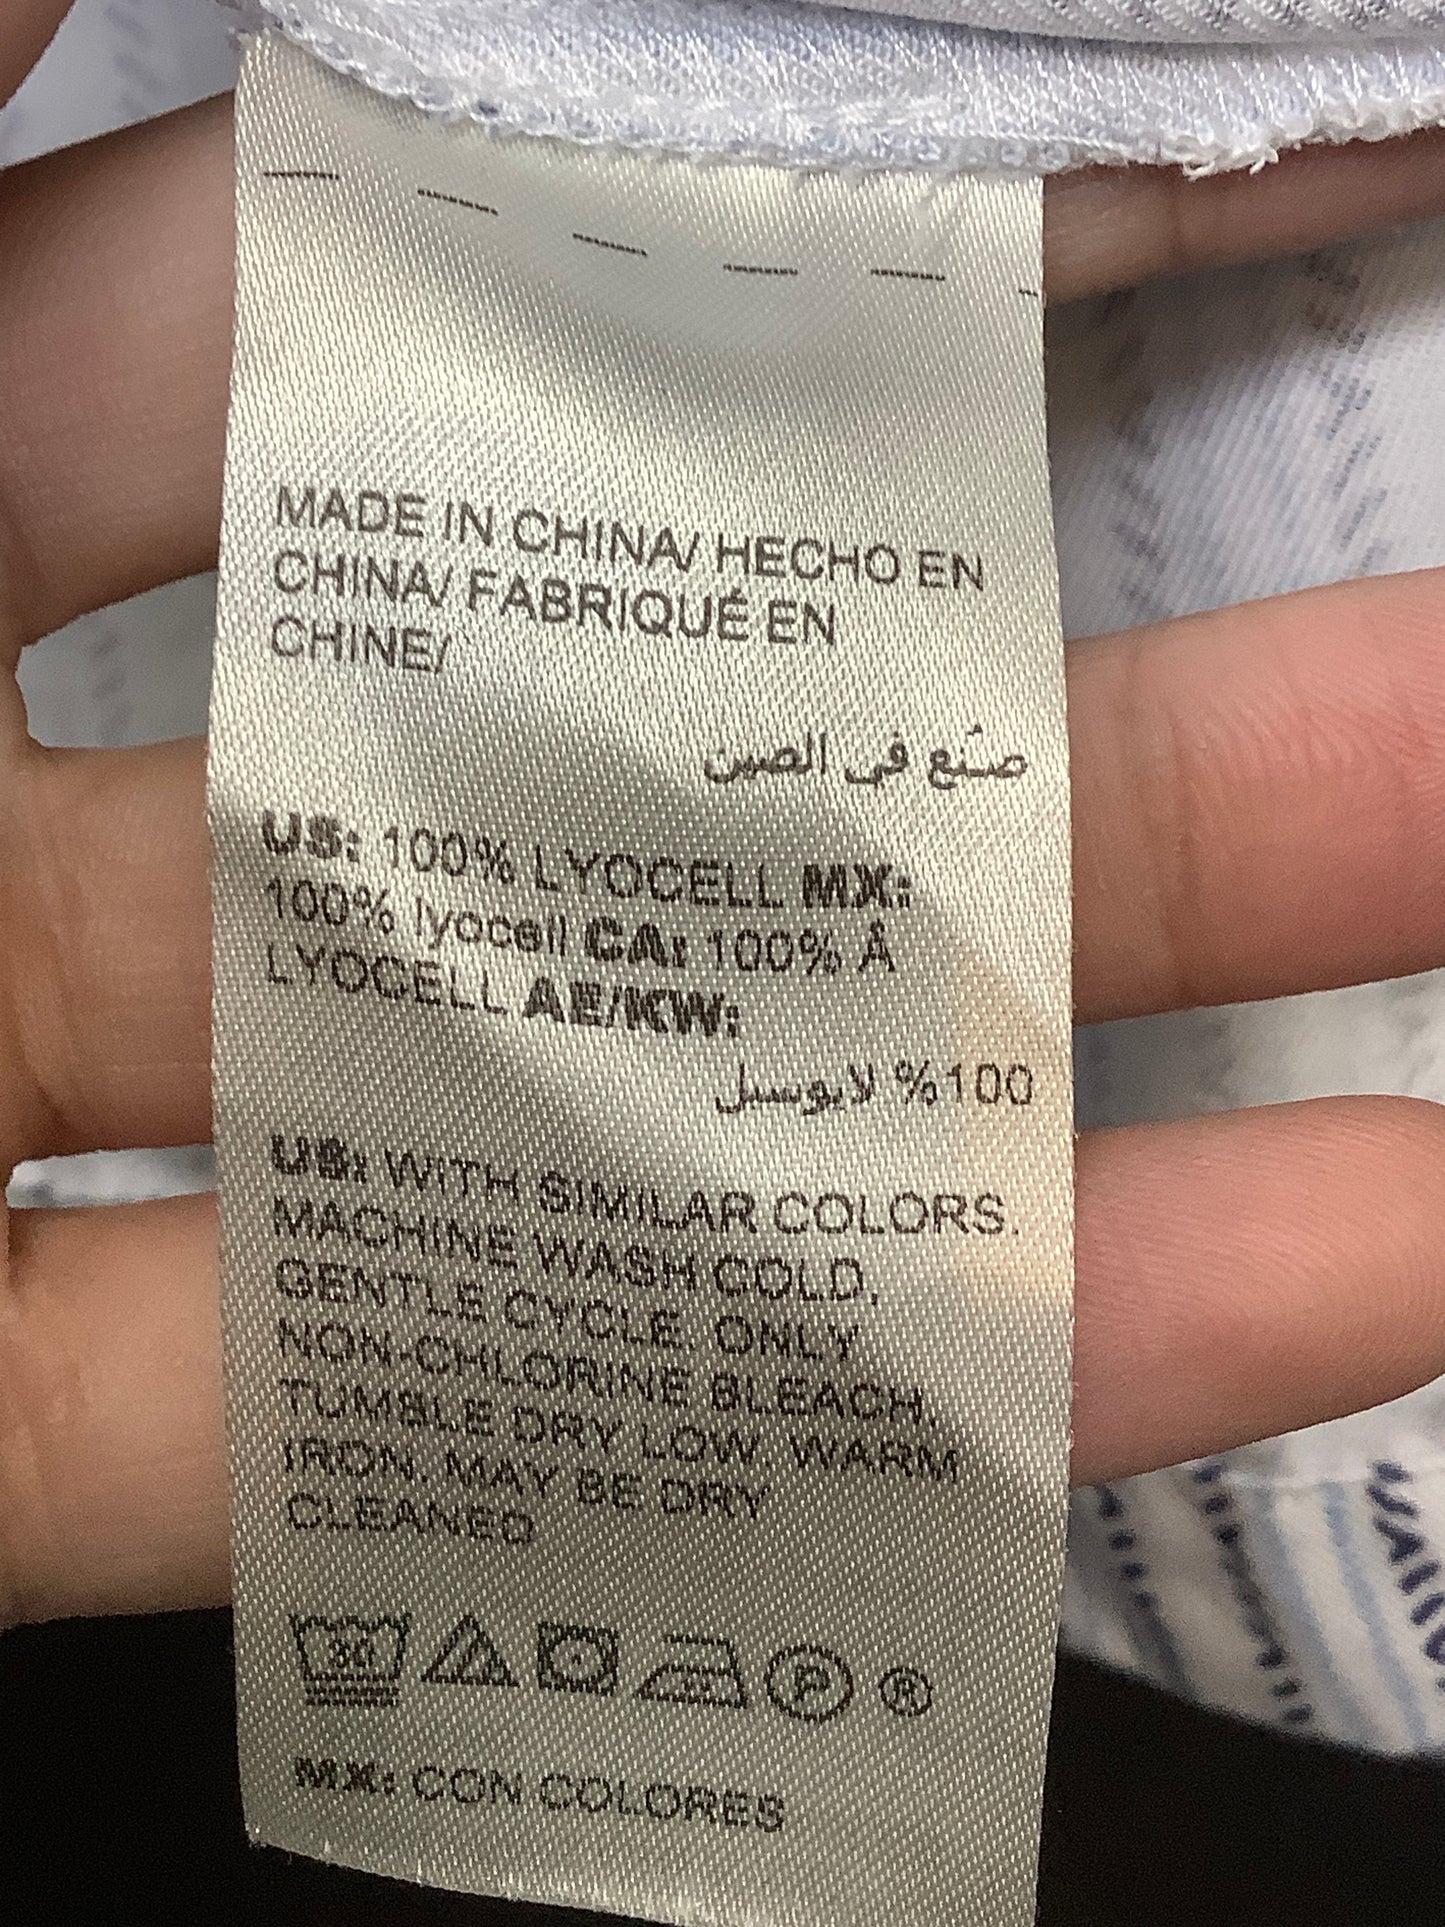 MADE IN CHINA/ HECHO EN
CHINA/ FABRIQUÉ EN
CHINE/
صُنع في الصين
US: 100% LYOCELL MX:
100% lyocell CA: 100% Â
LYOCELL AE/KW:
100% لايوسيل
US: WITH SIMILAR COLORS.
MACHINE WASH COLD,
GENTLE CYCLE. ONLY
NON-CHLORINE BLEACH.
TUMBLE DRY LOW. WARM
IRON. MAY BE DRY
CLEANED
30 P ®
MX: CON COLORES